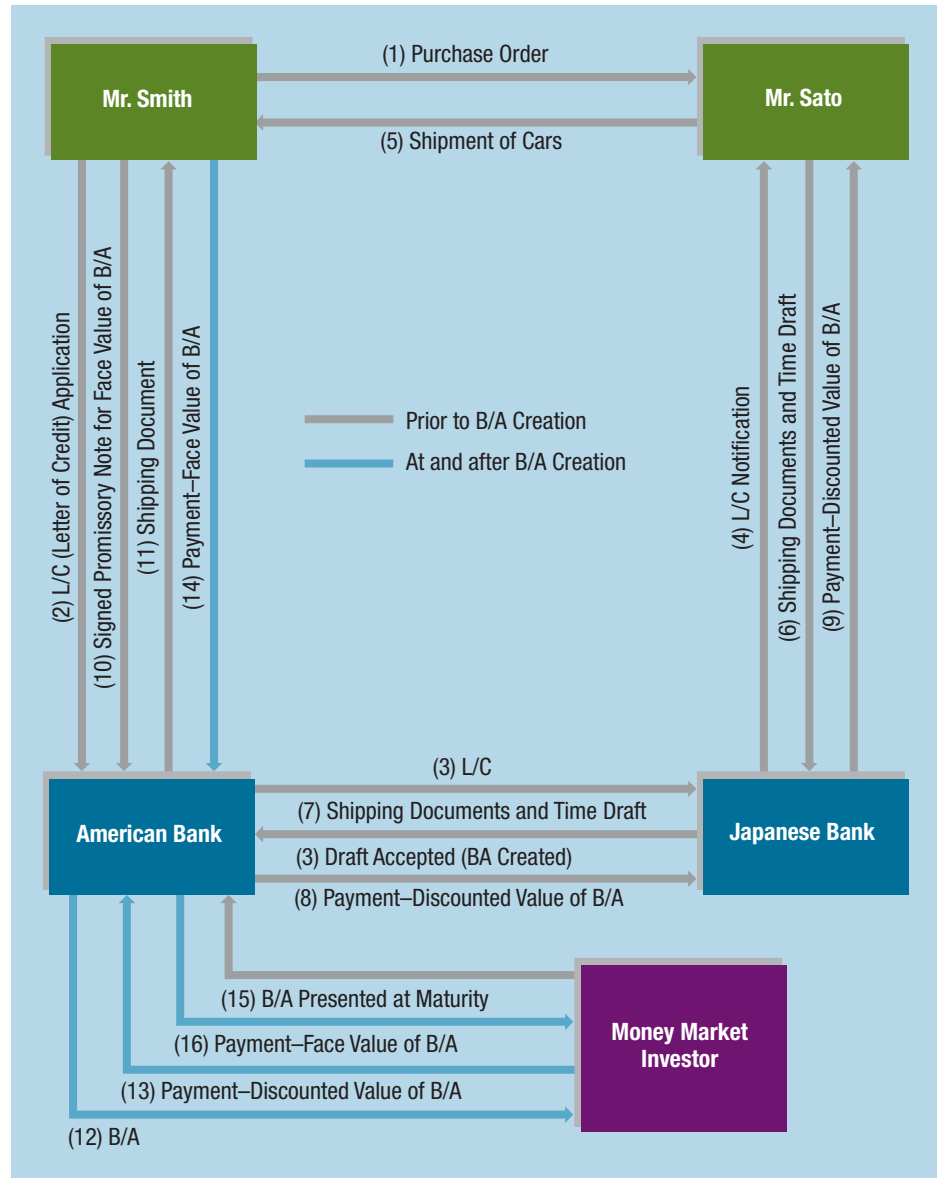 (1) Purchase Order
Mr. Smith
Mr. Sato
(5) Shipment of Cars
(2) L/C (Letter of Credit) Application
(10) Signed Promissory Note for Face Value of B/A
(11) Shipping Document
(14) Payment–Face Value of B/A
Prior to B/A Creation
At and after B/A Creation
(4) L/C Notification
(6) Shipping Documents and Time Draft
(9) Payment–Discounted Value of B/A
(3) L/C
(7) Shipping Documents and Time Draft
American Bank
Japanese Bank
(3) Draft Accepted (BA Created)
(8) Payment–Discounted Value of B/A
(15) B/A Presented at Maturity
(16) Payment–Face Value of B/A
Money Market
Investor
(13) Payment–Discounted Value of B/A
(12) B/A